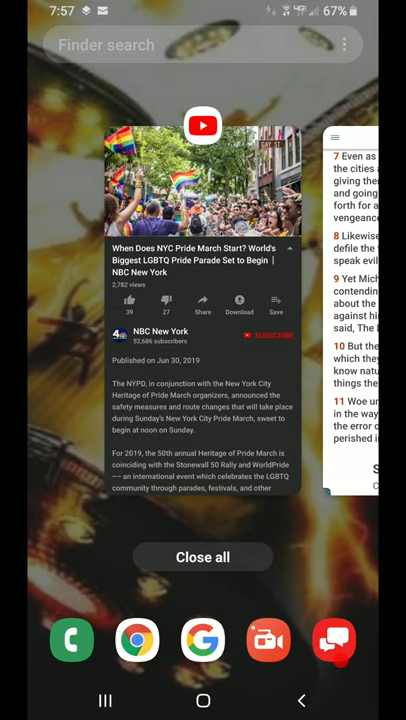 7:57
67%
Finder search
GAY ST
When Does NYC Pride March Start? World's
Biggest LGBTQ Pride Parade Set to Begin |
NBC New York
2,782 views
39
27
Share
Download
Save
NBC New York
52,686 subscribers
SUBSCRIBE
Published on Jun 30, 2019
The NYPD, in conjunction with the New York City
Heritage of Pride March organizers, announced the
safety measures and route changes that will take place
during Sunday's New York City Pride March, sweet to
begin at noon on Sunday.
For 2019, the 50th annual Heritage of Pride March is
coinciding with the Stonewall 50 Rally and WorldPride
–– an international event which celebrates the LGBTQ
community through parades, festivals, and other
7 Even as
the cities a
giving ther
and going
forth for a
vengeance
8 Likewise
defile the f
speak evil
9 Yet Mich
contending
about the
against hi
said, The l
10 But the
which they
know natu
things the
11 Woe un
in the way
the error o
perished i
S
C
Close all